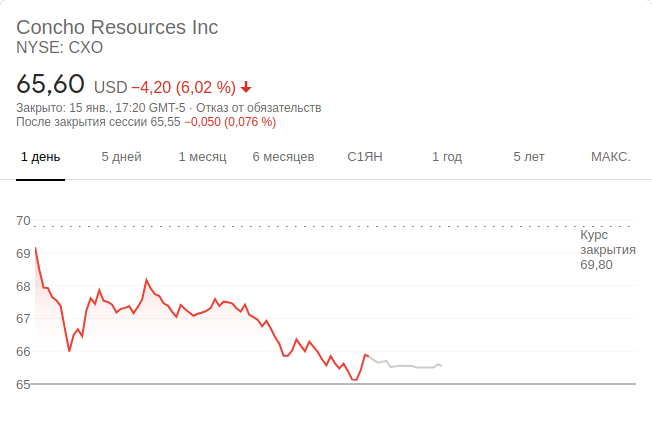 Concho Resources Inc
NYSE: CXO
65,60 USD −4,20 (6,02 %)
Закрыто: 15 янв., 17:20 GMT-5 · Отказ от обязательств
После закрытия сессии 65,55 −0,050 (0,076 %)
1 день 5 дней 1 месяц 6 месяцев С1ЯН 1 год 5 лет МАКС.
70
Курс
закрытия
69,80
69
68
67
66
65